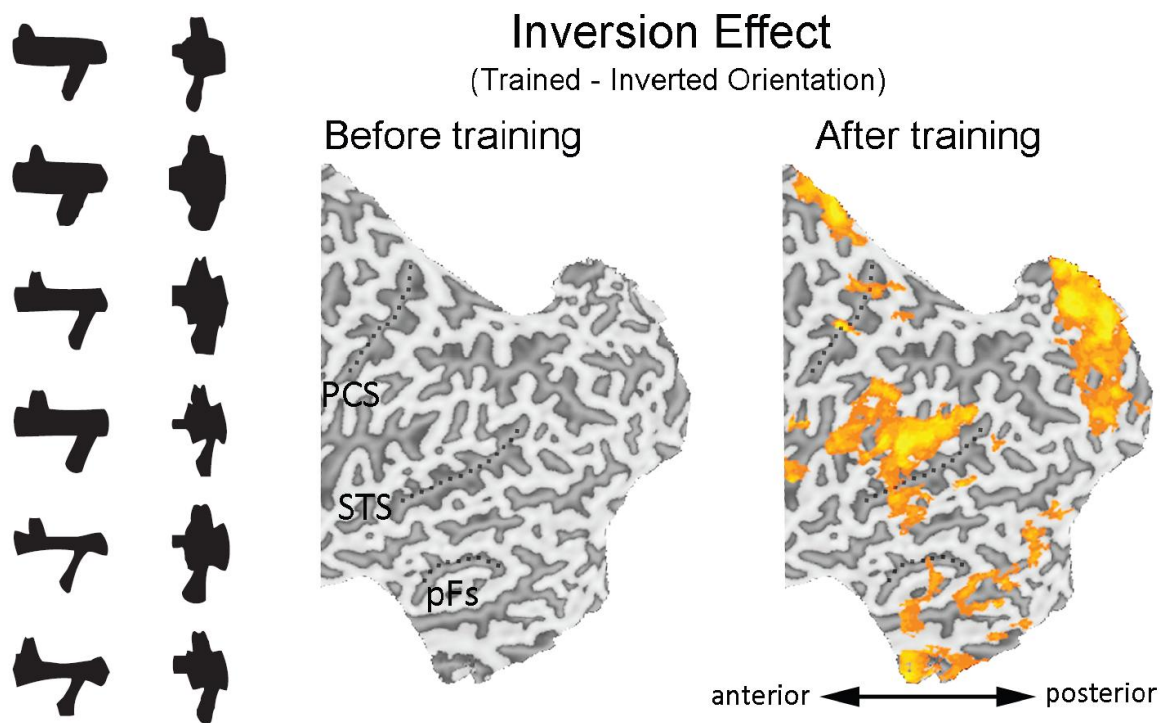 Inversion Effect
(Trained - Inverted Orientation)
Before training
After training
PCS
STS
pFs
anterior
posterior